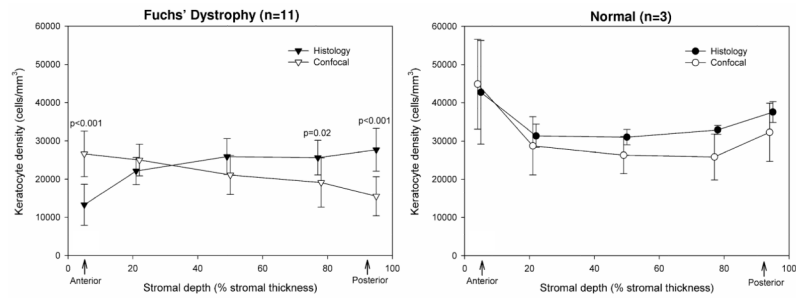 Fuchs' Dystrophy (n=11)
Keratocyte density (cells/mm³)
60000
50000
40000
30000
20000
10000
0
Histology
Confocal
p<0.001
p=0.02
p<0.001
0
20
40
60
80
100
Anterior
Stromal depth (% stromal thickness)
Posterior
Normal (n=3)
Keratocyte density (cells/mm³)
60000
50000
40000
30000
20000
10000
0
Histology
Confocal
0
20
40
60
80
100
Anterior
Stromal depth (% stromal thickness)
Posterior